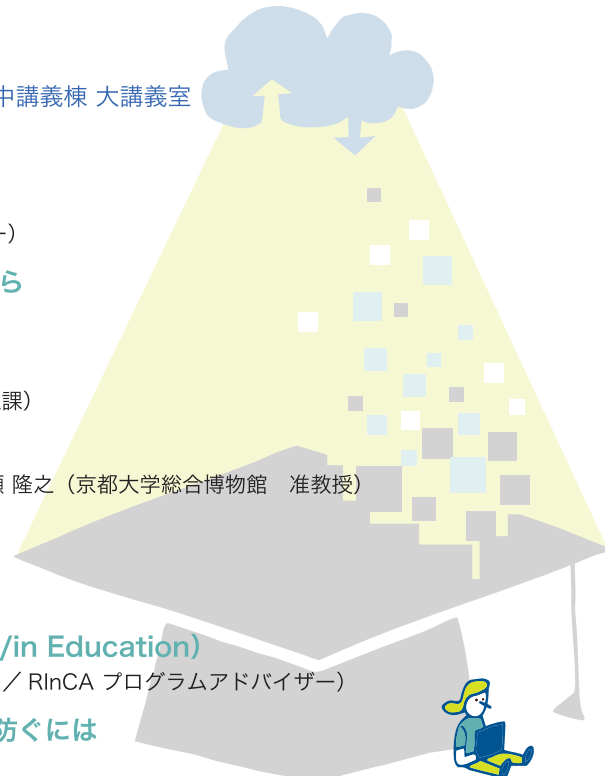 中講義棟 大講義室
ー）
ら
課）
隆之（京都大学総合博物館　准教授）
/in Education）
／ RInCA プログラムアドバイザー）
防ぐには